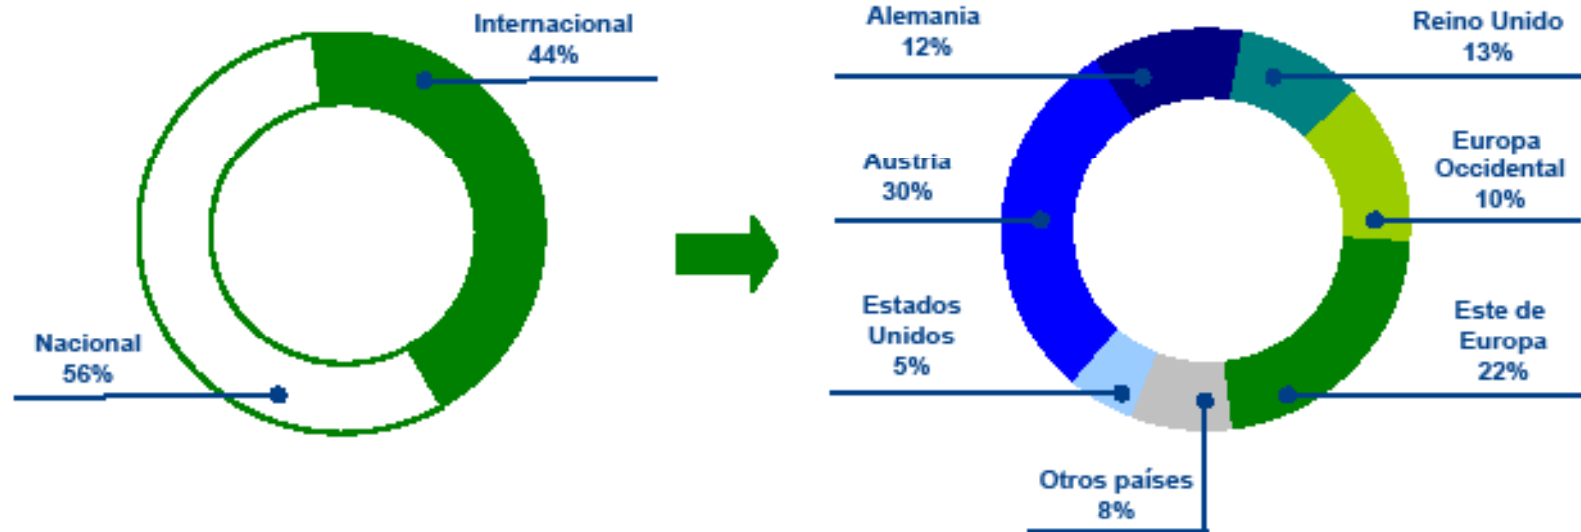 Internacional
44%
Nacional
56%
Alemania
12%
Reino Unido
13%
Austria
30%
Europa
Occidental
10%
Estados
Unidos
5%
Este de
Europa
22%
Otros países
8%